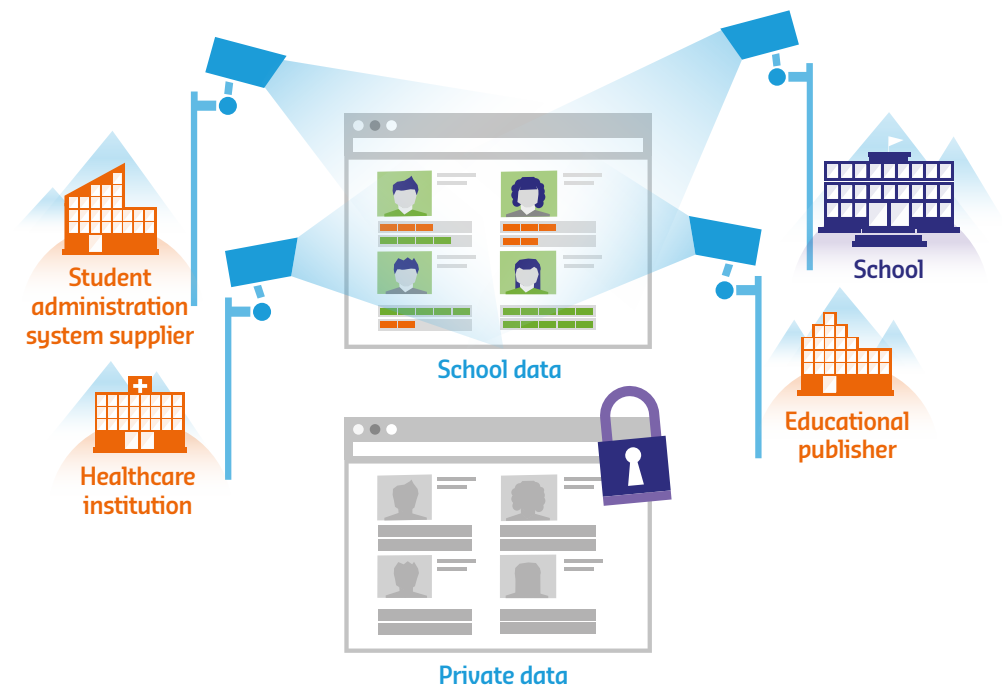 Student
administration
system supplier
School
School data
Educational
publisher
Healthcare
institution
Private data